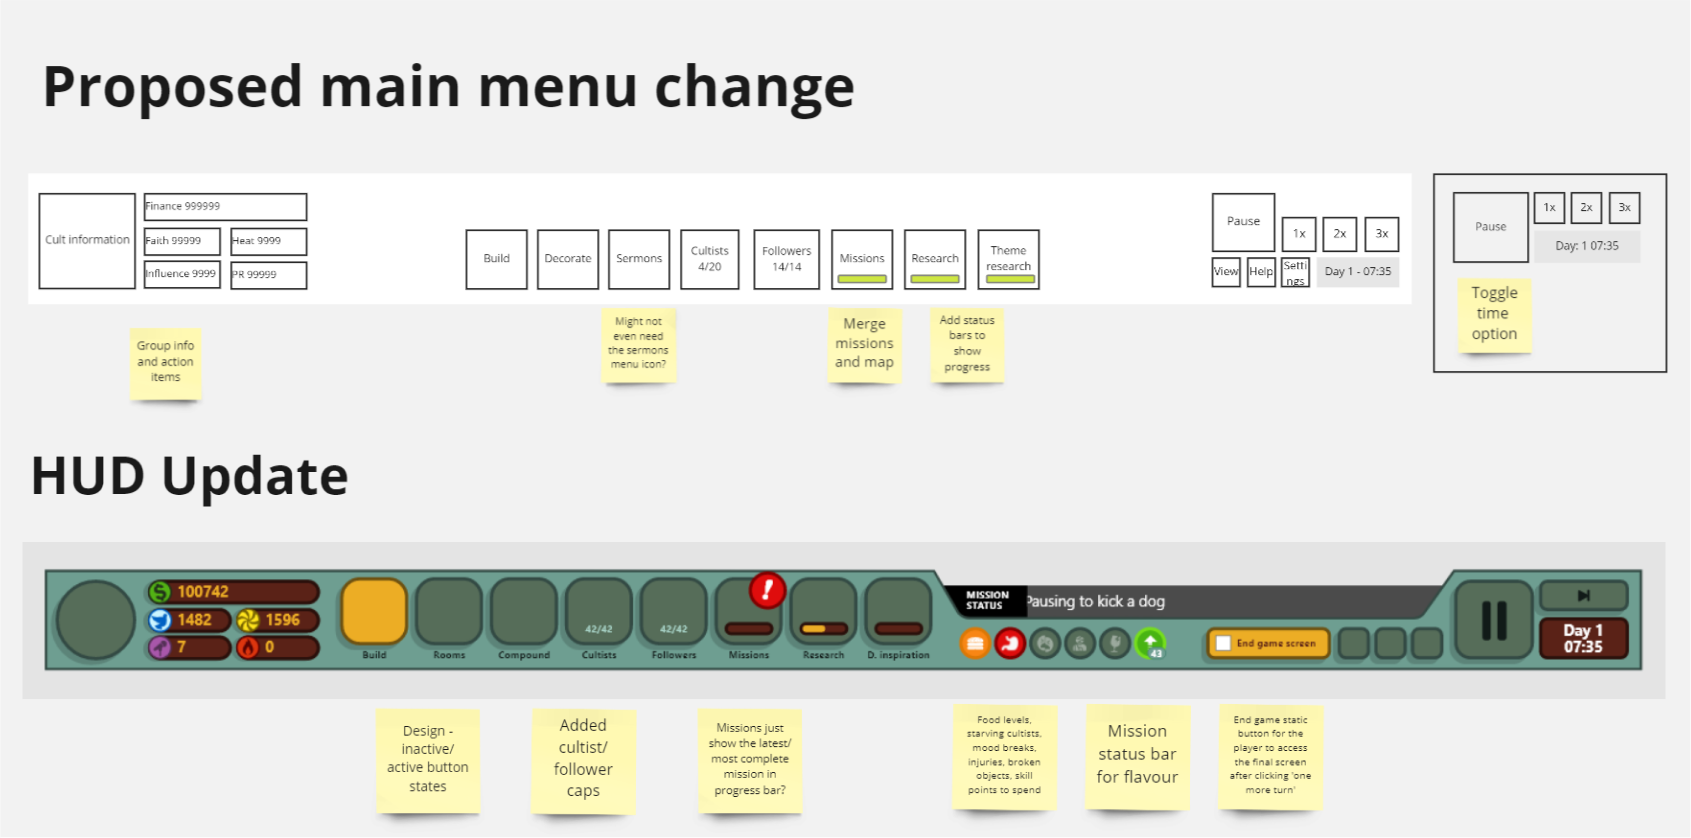 Proposed main menu change
Cult information
Finance 999999
Faith 99999
Heat 9999
Influence 9999
PR 99999
Build
Decorate
Sermons
Cultists
4/20
Followers
14/14
Missions
Research
Theme
research
Pause
1x
2x
3x
View
Help
Setti
ngs
Day 1 - 07:35
Pause
1x
2x
3x
Day: 1 07:35
Toggle
time
option
Group info
and action
items
Might not
even need
the sermons
menu icon?
Merge
missions
and map
Add status
bars to
show
progress
HUD Update
100742
1482
1596
7
0
Build
Rooms
Compound
42/42
Cultists
42/42
Followers
!
Missions
Research
D. inspiration
MISSION
STATUS
Pausing to kick a dog
43
End game screen
Day 1
07:35
Design -
inactive/
active button
states
Added
cultist/
follower
caps
Missions just
show the latest/
most complete
mission in
progress bar?
Food levels,
starving cultists,
mood breaks,
injuries, broken
objects, skill
points to spend
Mission
status bar
for flavour
End game static
button for the
player to access
the final screen
after clicking 'one
more turn'